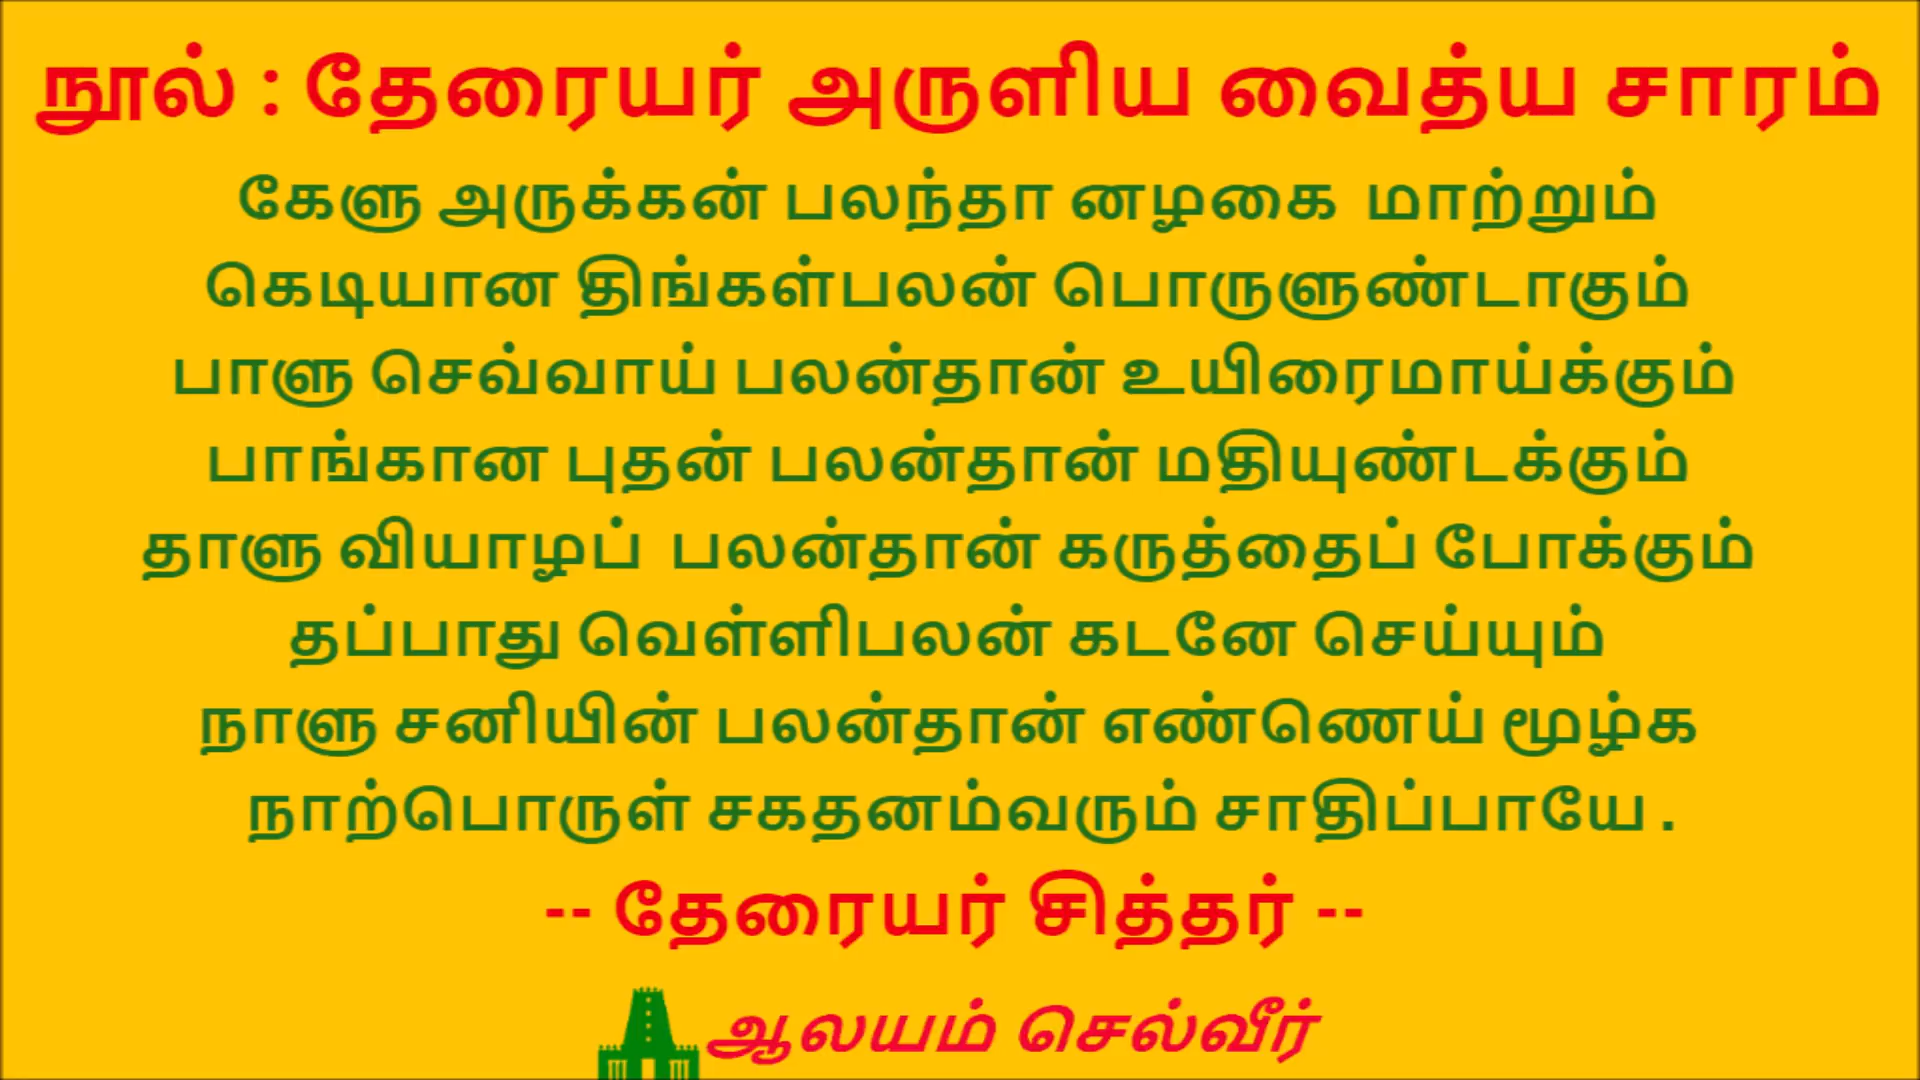 நூல் : தேரையர் அருளிய வைத்ய சாரம்
கேளு அருக்கன் பலந்தா னழகை மாற்றும்
கெடியான திங்கள்பலன் பொருளுண்டாகும்
பாளு செவ்வாய் பலன்தான் உயிரைமாய்க்கும்
பாங்கான புதன் பலன்தான் மதியுண்டக்கும்
தாளு வியாழப் பலன்தான் கருத்தைப் போக்கும்
தப்பாது வெள்ளிபலன் கடனே செய்யும்
நாளு சனியின் பலன்தான் எண்ணெய் மூழ்க
நாற்பொருள் சகதனம்வரும் சாதிப்பாயே .
-- தேரையர் சித்தர் --
ஆலயம் செல்வீர்